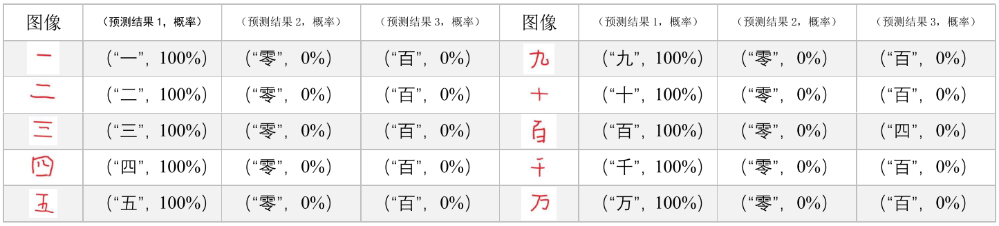 图像 （预测结果1，概率） （预测结果2，概率） （预测结果3，概率） 图像 （预测结果1，概率） （预测结果2，概率） （预测结果3，概率）
一 （“一”，100%） （“零”，0%） （“百”，0%） 九 （“九”，100%） （“零”，0%） （“百”，0%）
二 （“二”，100%） （“零”，0%） （“百”，0%） 十 （“十”，100%） （“零”，0%） （“百”，0%）
三 （“三”，100%） （“零”，0%） （“百”，0%） 百 （“百”，100%） （“零”，0%） （“四”，0%）
四 （“四”，100%） （“零”，0%） （“百”，0%） 千 （“千”，100%） （“零”，0%） （“百”，0%）
五 （“五”，100%） （“零”，0%） （“百”，0%） 万 （“万”，100%） （“零”，0%） （“百”，0%）